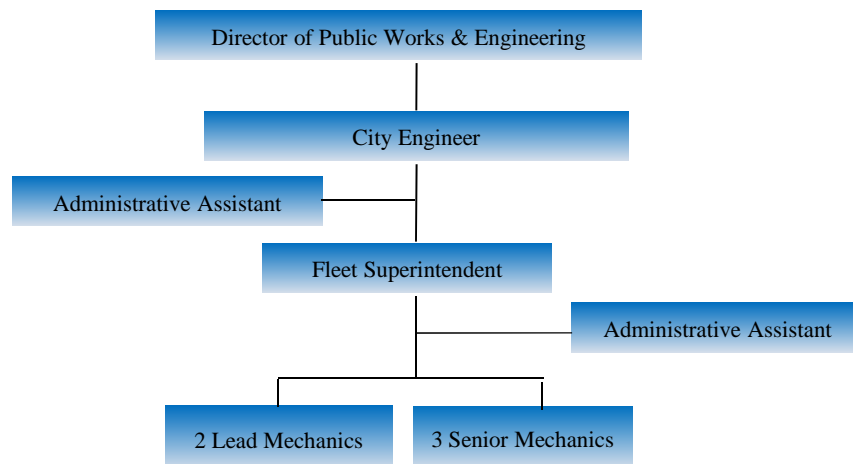 Director of Public Works & Engineering
City Engineer
Administrative Assistant
Fleet Superintendent
Administrative Assistant
2 Lead Mechanics
3 Senior Mechanics